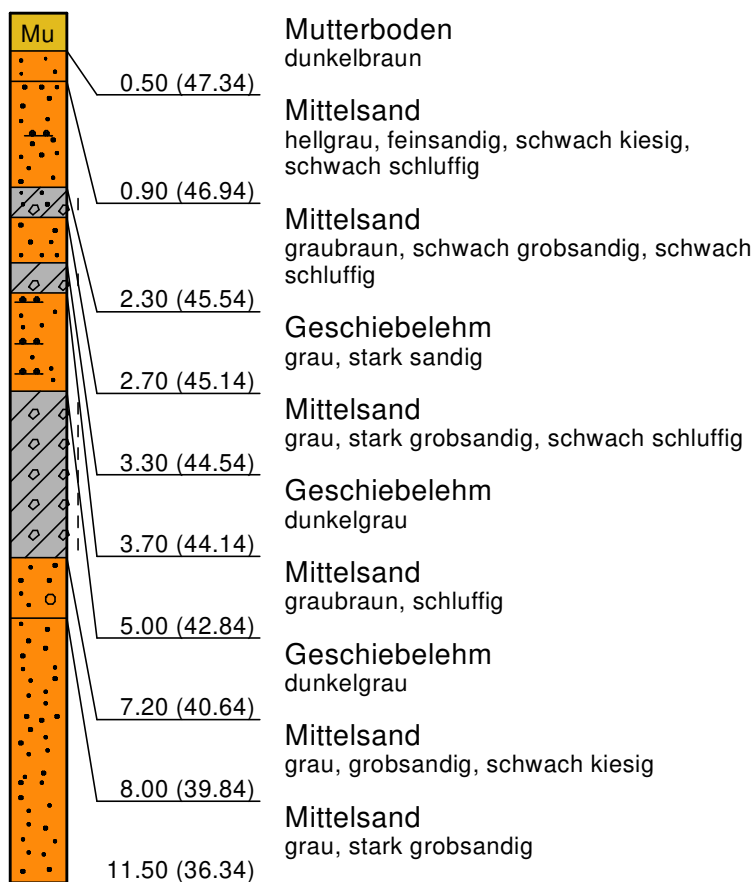 Mu
Mutterboden
dunkelbraun
0.50 (47.34)
Mittelsand
hellgrau, feinsandig, schwach kiesig,
schwach schluffig
0.90 (46.94)
Mittelsand
graubraun, schwach grobsandig, schwach
schluffig
2.30 (45.54)
Geschiebelehm
grau, stark sandig
2.70 (45.14)
Mittelsand
grau, stark grobsandig, schwach schluffig
3.30 (44.54)
Geschiebelehm
dunkelgrau
3.70 (44.14)
Mittelsand
graubraun, schluffig
5.00 (42.84)
Geschiebelehm
dunkelgrau
7.20 (40.64)
Mittelsand
grau, grobsandig, schwach kiesig
8.00 (39.84)
Mittelsand
grau, stark grobsandig
11.50 (36.34)